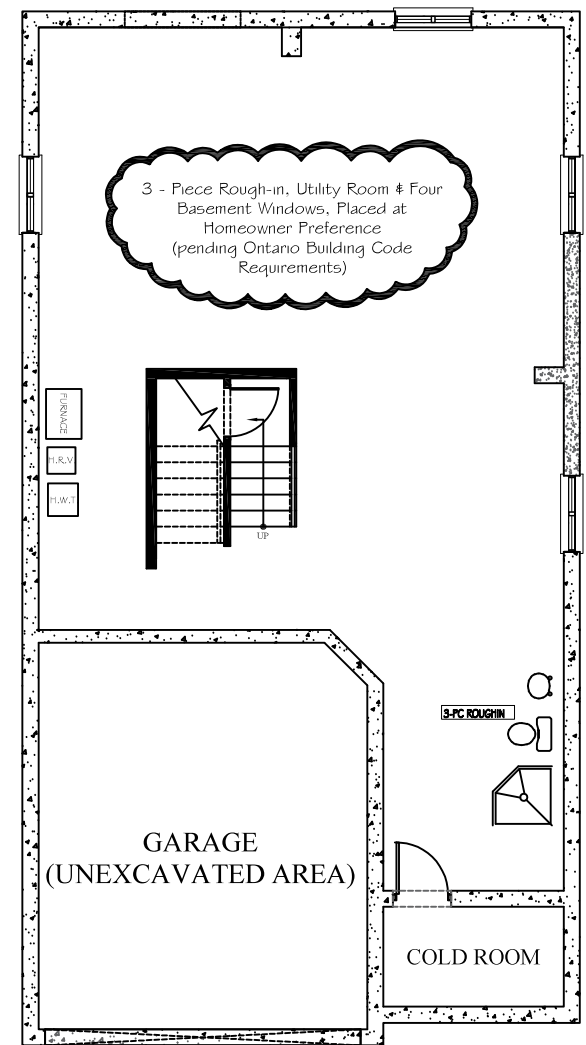 3 - Piece Rough-in, Utility Room & Four
Basement Windows, Placed at
Homeowner Preference
(pending Ontario Building Code
Requirements)
FURNACE
H.R.V
H.W.T
UP
3-PC ROUGHIN
GARAGE
(UNEXCAVATED AREA)
COLD ROOM